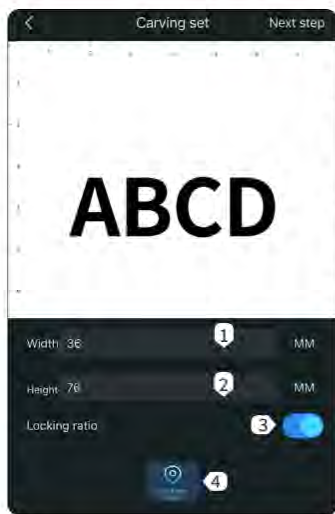 Carving set Next step
ABCD
1
Width 36 MM
2
Height 76 MM
Locking ratio 3
4